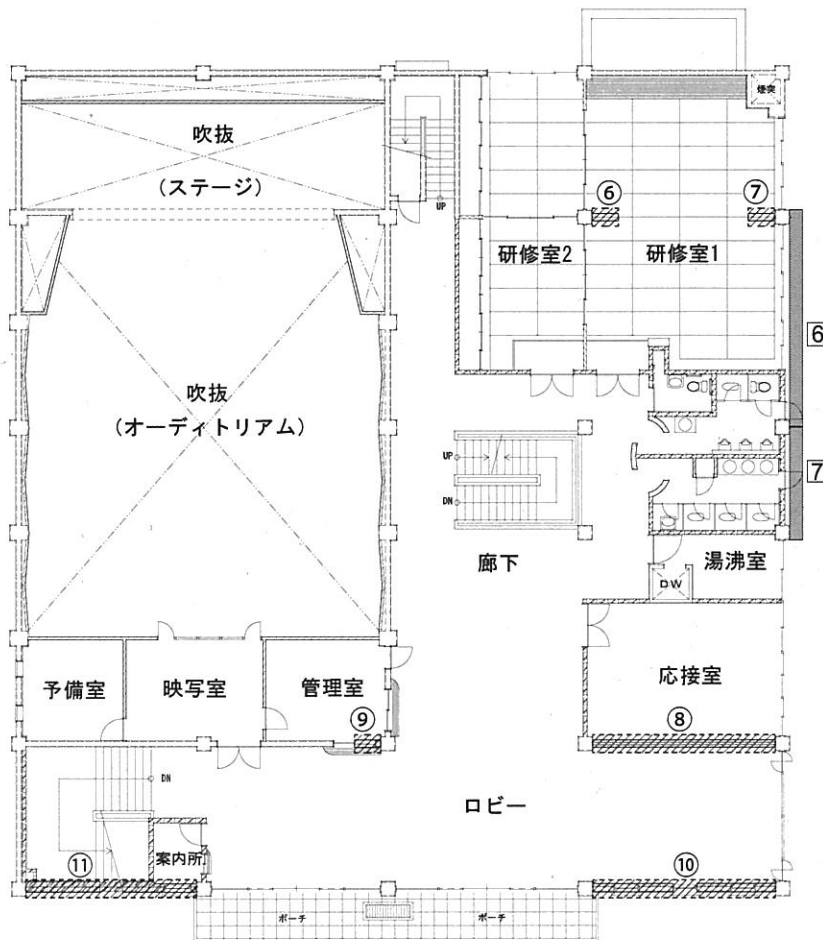 吹抜
(ステージ)
煙突
UP
⑥
⑦
研修室2
研修室1
6
吹抜
(オーディトリアム)
UP
DN
7
廊下
湯沸室
DW
予備室
映写室
管理室
応接室
⑨
⑧
DN
ロビー
案内所
⑪
⑩
ポーチ
ポーチ